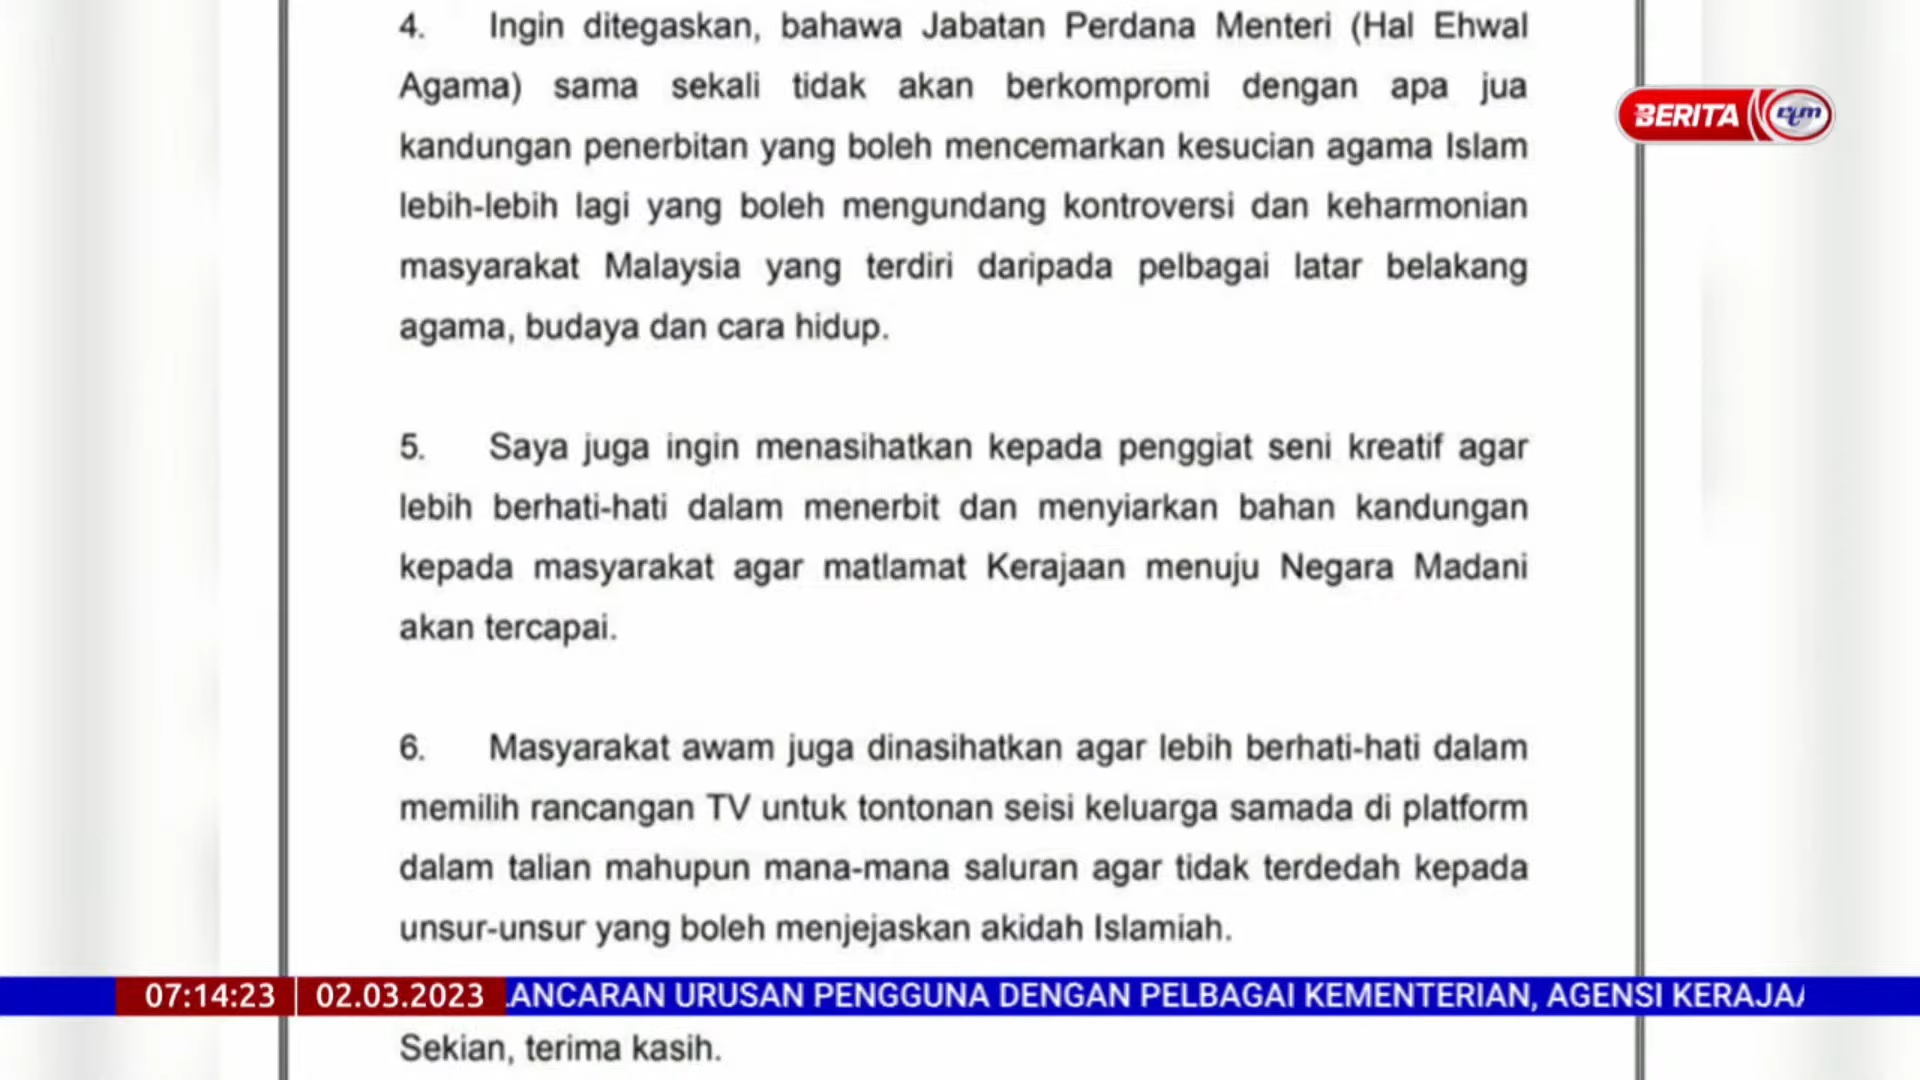 4. Ingin ditegaskan, bahawa Jabatan Perdana Menteri (Hal Ehwal
Agama) sama sekali tidak akan berkompromi dengan apa jua
kandungan penerbitan yang boleh mencemarkan kesucian agama Islam
lebih-lebih lagi yang boleh mengundang kontroversi dan keharmonian
masyarakat Malaysia yang terdiri daripada pelbagai latar belakang
agama, budaya dan cara hidup.
BERITA rtm
5. Saya juga ingin menasihatkan kepada penggiat seni kreatif agar
lebih berhati-hati dalam menerbit dan menyiarkan bahan kandungan
kepada masyarakat agar matlamat Kerajaan menuju Negara Madani
akan tercapai.
6. Masyarakat awam juga dinasihatkan agar lebih berhati-hati dalam
memilih rancangan TV untuk tontonan seisi keluarga samada di platform
dalam talian mahupun mana-mana saluran agar tidak terdedah kepada
unsur-unsur yang boleh menjejaskan akidah Islamiah.
07:14:23 02.03.2023 LANCARAN URUSAN PENGGUNA DENGAN PELBAGAI KEMENTERIAN, AGENSI KERAJAA
Sekian, terima kasih.